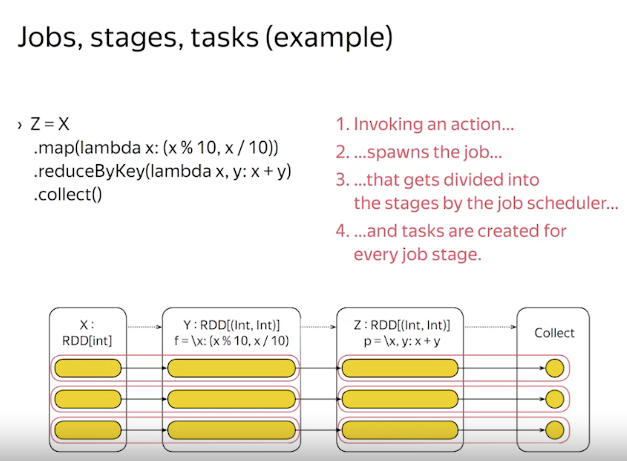 Jobs, stages, tasks (example)
› Z = X
.map(lambda x: (x % 10, x / 10))
.reduceByKey(lambda x, y: x + y)
.collect()
1. Invoking an action...
2. ...spawns the job...
3. ...that gets divided into
the stages by the job scheduler...
4. ...and tasks are created for
every job stage.
X :
RDD[int]
Y : RDD[(Int, Int)]
f = \x: (x % 10, x / 10)
Z : RDD[(Int, Int)]
p = \x, y: x + y
Collect